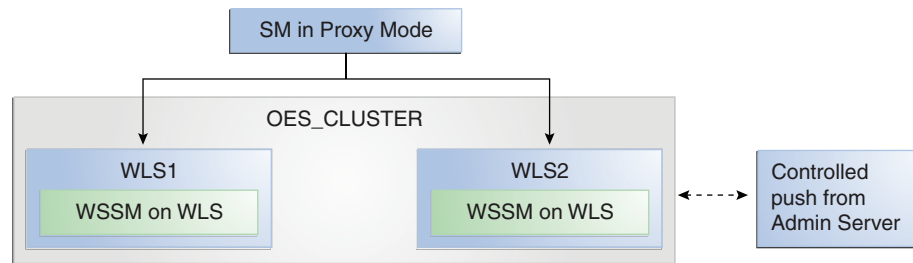 SM in Proxy Mode
OES_CLUSTER
WLS1
WSSM on WLS
WLS2
WSSM on WLS
Controlled
push from
Admin Server